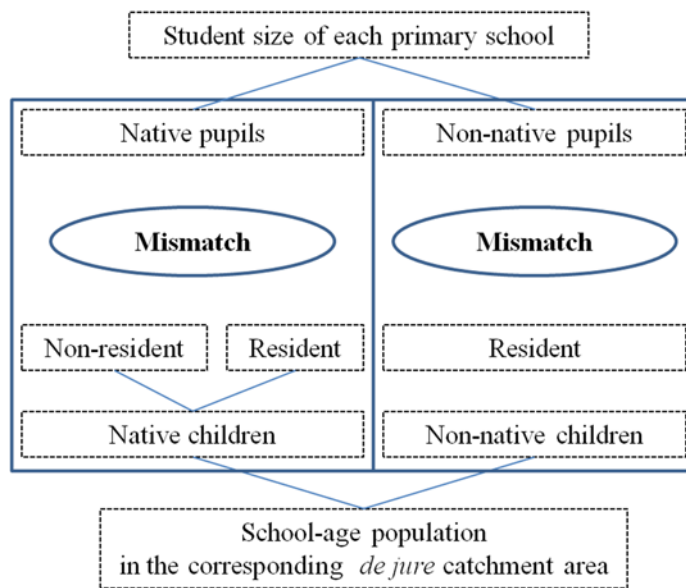 Student size of each primary school
Native pupils
Non-native pupils
Mismatch
Mismatch
Non-resident
Resident
Resident
Native children
Non-native children
School-age population
in the corresponding de jure catchment area